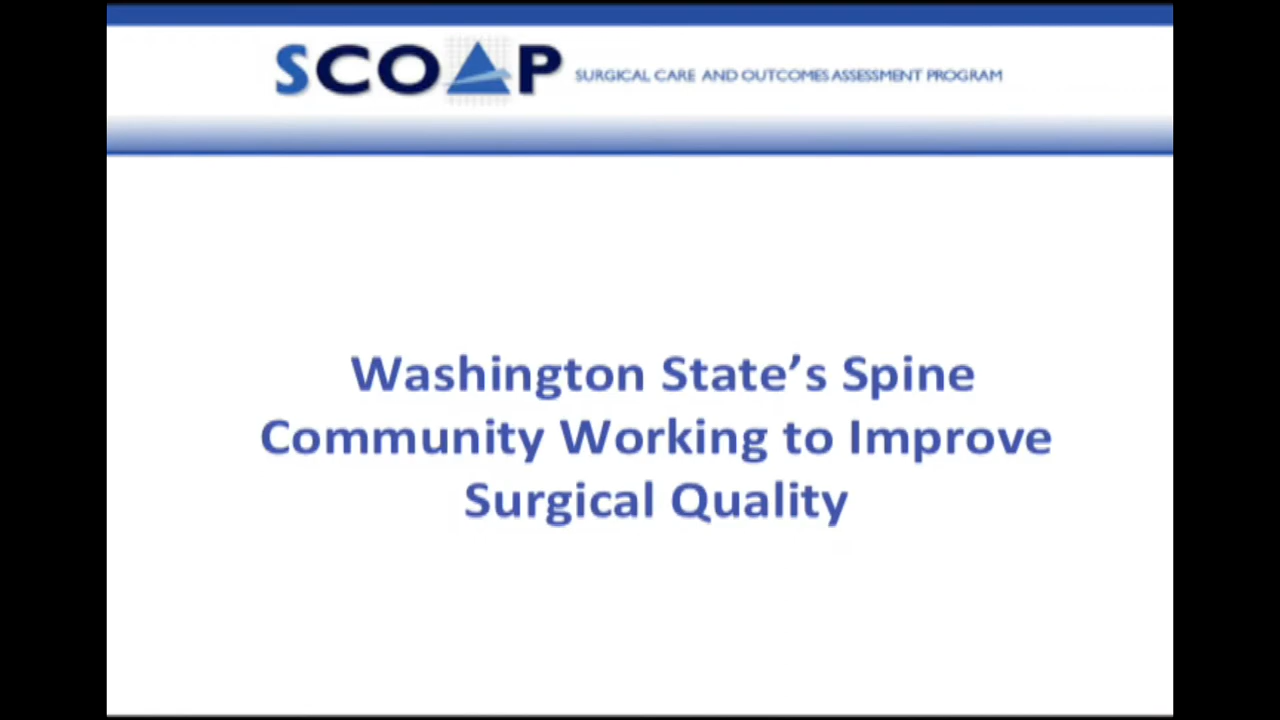 SCOAP SURGICAL CARE AND OUTCOMES ASSESSMENT PROGRAM
Washington State’s Spine
Community Working to Improve
Surgical Quality